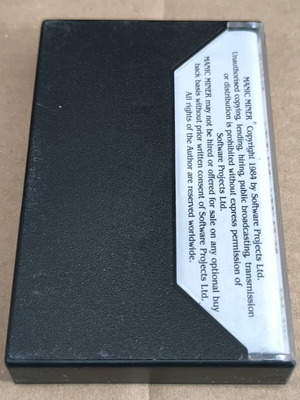 MANIC MINER © Copyright 1984 by Software Projects Ltd.
Unauthorised copying, lending, hiring, public broadcasting, transmission
or distribution is prohibited without express permission of
Software Projects Ltd.
MANIC MINER may not be hired or offered for sale on any optional buy
back basis without prior written consent of Software Projects Ltd.,
All rights of the Author are reserved worldwide.